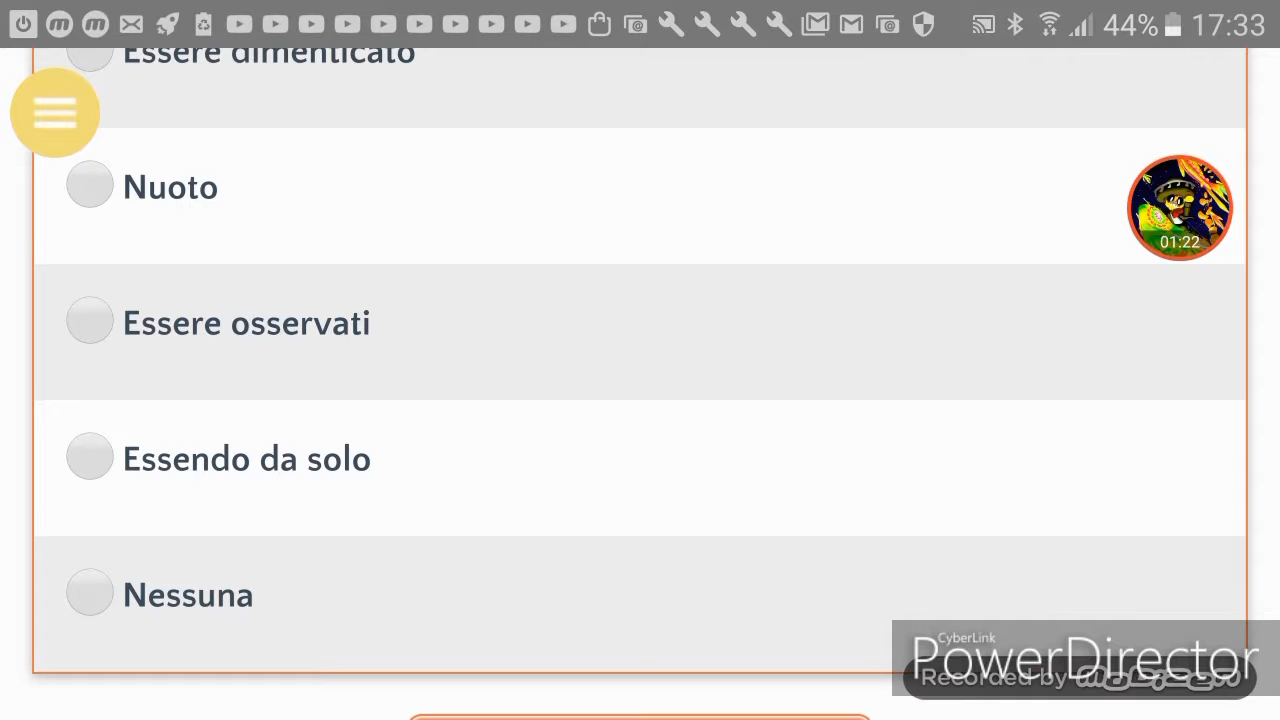 44% 17:33
Essere dimenticato
Nuoto
01:22
Essere osservati
Essendo da solo
Nessuna
CyberLink
PowerDirector
Recorded by